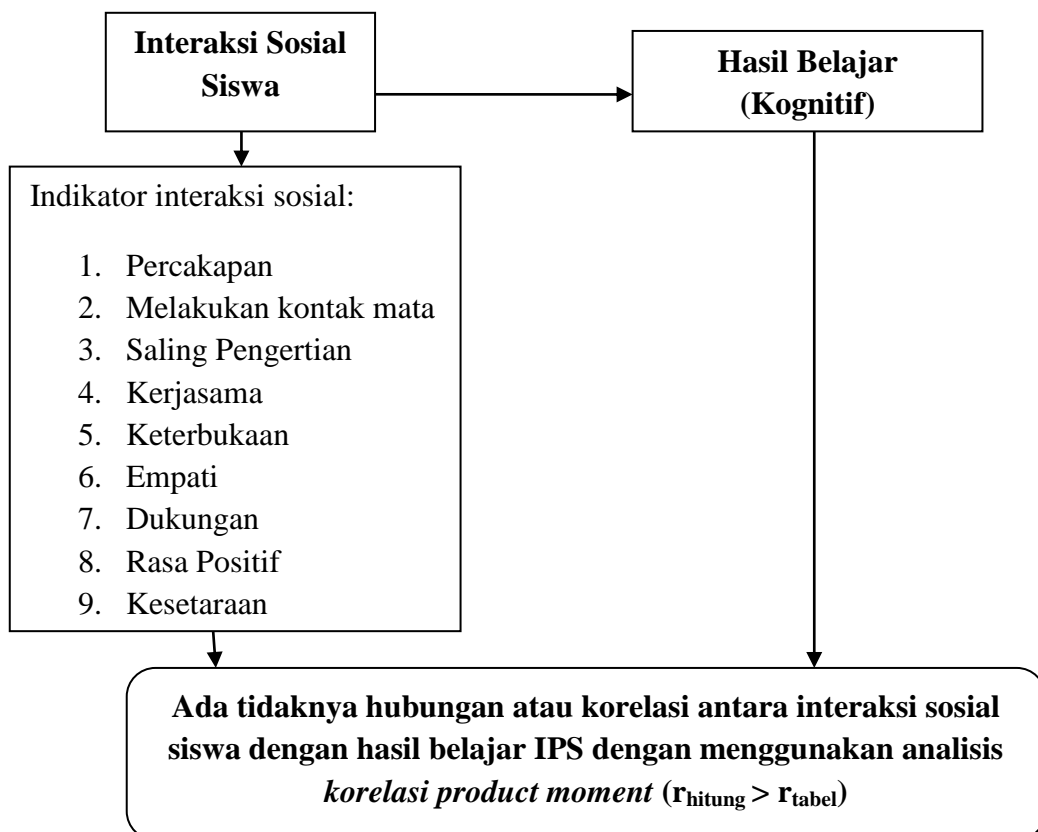 Interaksi Sosial
Siswa
Hasil Belajar
(Kognitif)
Indikator interaksi sosial:
1. Percakapan
2. Melakukan kontak mata
3. Saling Pengertian
4. Kerjasama
5. Keterbukaan
6. Empati
7. Dukungan
8. Rasa Positif
9. Kesetaraan
Ada tidaknya hubungan atau korelasi antara interaksi sosial
siswa dengan hasil belajar IPS dengan menggunakan analisis
korelasi product moment (rhitung > rtabel)